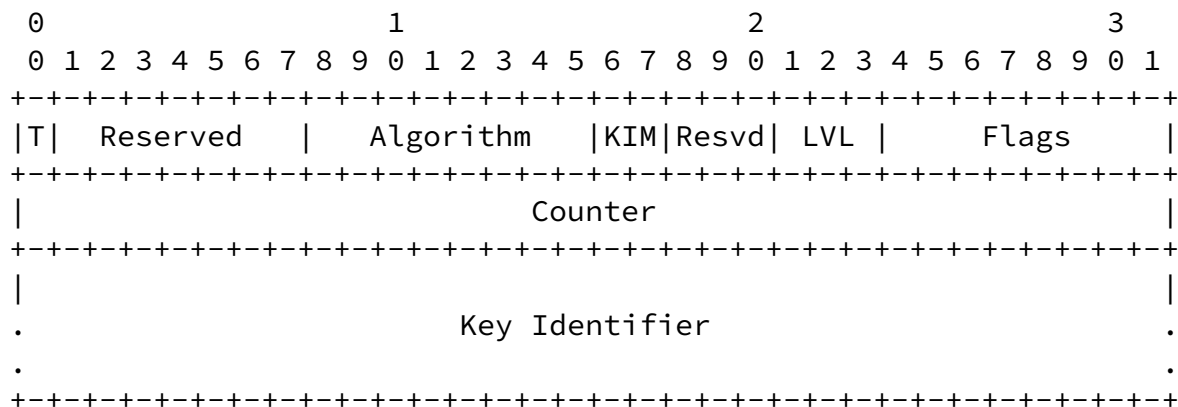 0                   1                   2                   3
 0 1 2 3 4 5 6 7 8 9 0 1 2 3 4 5 6 7 8 9 0 1 2 3 4 5 6 7 8 9 0 1
+-+-+-+-+-+-+-+-+-+-+-+-+-+-+-+-+-+-+-+-+-+-+-+-+-+-+-+-+-+-+-+-+
|T|  Reserved   |   Algorithm   |KIM|Resvd| LVL |     Flags     |
+-+-+-+-+-+-+-+-+-+-+-+-+-+-+-+-+-+-+-+-+-+-+-+-+-+-+-+-+-+-+-+-+
|                            Counter                            |
+-+-+-+-+-+-+-+-+-+-+-+-+-+-+-+-+-+-+-+-+-+-+-+-+-+-+-+-+-+-+-+-+
|                                                               |
.                        Key Identifier                         .
.                                                               .
+-+-+-+-+-+-+-+-+-+-+-+-+-+-+-+-+-+-+-+-+-+-+-+-+-+-+-+-+-+-+-+-+